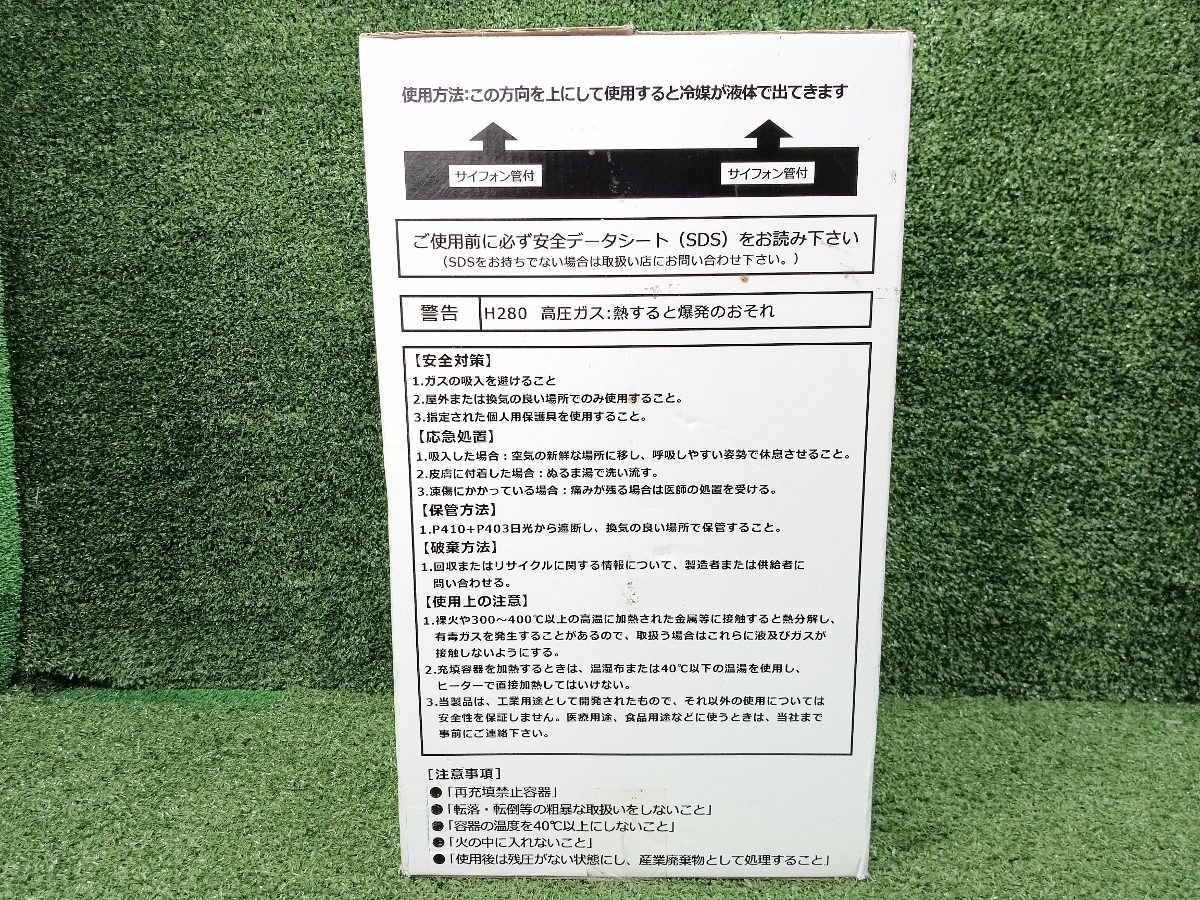 使用方法:この方向を上にして使用すると冷媒が液体で出てきます
サイフォン管付 サイフォン管付
ご使用前に必ず安全データシート（SDS）をお読み下さい
（SDSをお持ちでない場合は取扱い店にお問い合わせ下さい。）
警告 H280 高圧ガス:熱すると爆発のおそれ
【安全対策】
1.ガスの吸入を避けること
2.屋外または換気の良い場所でのみ使用すること。
3.指定された個人用保護具を使用すること。
【応急処置】
1.吸入した場合：空気の新鮮な場所に移し、呼吸しやすい姿勢で休息させること。
2.皮膚に付着した場合：ぬるま湯で洗い流す。
3.凍傷にかかっている場合：痛みが残る場合は医師の処置を受ける。
【保管方法】
1.P410+P403日光から遮断し、換気の良い場所で保管すること。
【破棄方法】
1.回収またはリサイクルに関する情報について、製造者または供給者に
問い合わせる。
【使用上の注意】
1.裸火や300～400℃以上の高温に加熱された金属等に接触すると熱分解し、
有毒ガスを発生することがあるので、取扱う場合はこれらに液及びガスが
接触しないようにする。
2.充填容器を加熱するときは、温湿布または40℃以下の温湯を使用し、
ヒーターで直接加熱してはいけない。
3.当製品は、工業用途として開発されたもので、それ以外の使用については
安全性を保証しません。医療用途、食品用途などに使うときは、当社まで
事前にご連絡下さい。
［注意事項］
●「再充填禁止容器」
●「転落・転倒等の粗暴な取扱いをしないこと」
●「容器の温度を40℃以上にしないこと」
●「火の中に入れないこと」
●「使用後は残圧がない状態にし、産業廃棄物として処理すること」